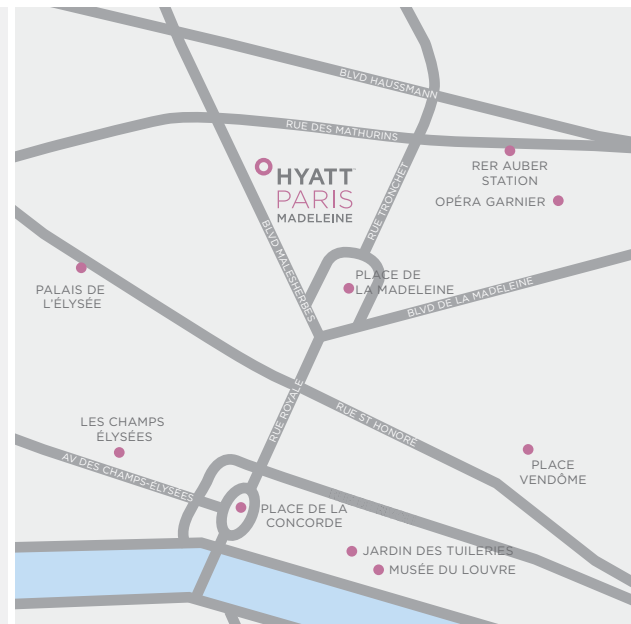 BLVD HAUSSMANN
RUE DES MATHURINS
RER AUBER
STATION
HYATT
PARIS
MADELEINE
RUE TRONCHET
OPÉRA GARNIER
BLVD MALESHERBES
PLACE DE
LA MADELEINE
BLVD DE LA MADELEINE
PALAIS DE
L'ÉLYSÉE
RUE ROYALE
RUE ST HONORE
LES CHAMPS
ÉLYSÉES
AV DES CHAMPS-ÉLYSÉES
PLACE
VENDÔME
PLACE DE LA
CONCORDE
JARDIN DES TUILERIES
MUSÉE DU LOUVRE